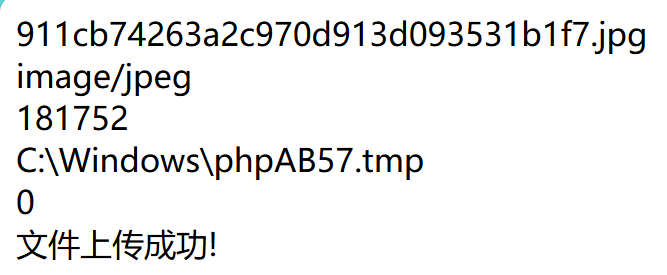 911cb74263a2c970d913d093531b1f7.jpg
image/jpeg
181752
C:\Windows\phpAB57.tmp
0
文件上传成功!